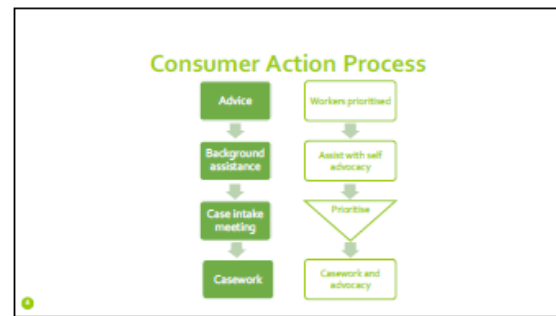 Consumer Action Process
Advice
Workers prioritised
Background
assistance
Assist with self
advocacy
Case intake
meeting
Prioritise
Casework
Casework and
advocacy